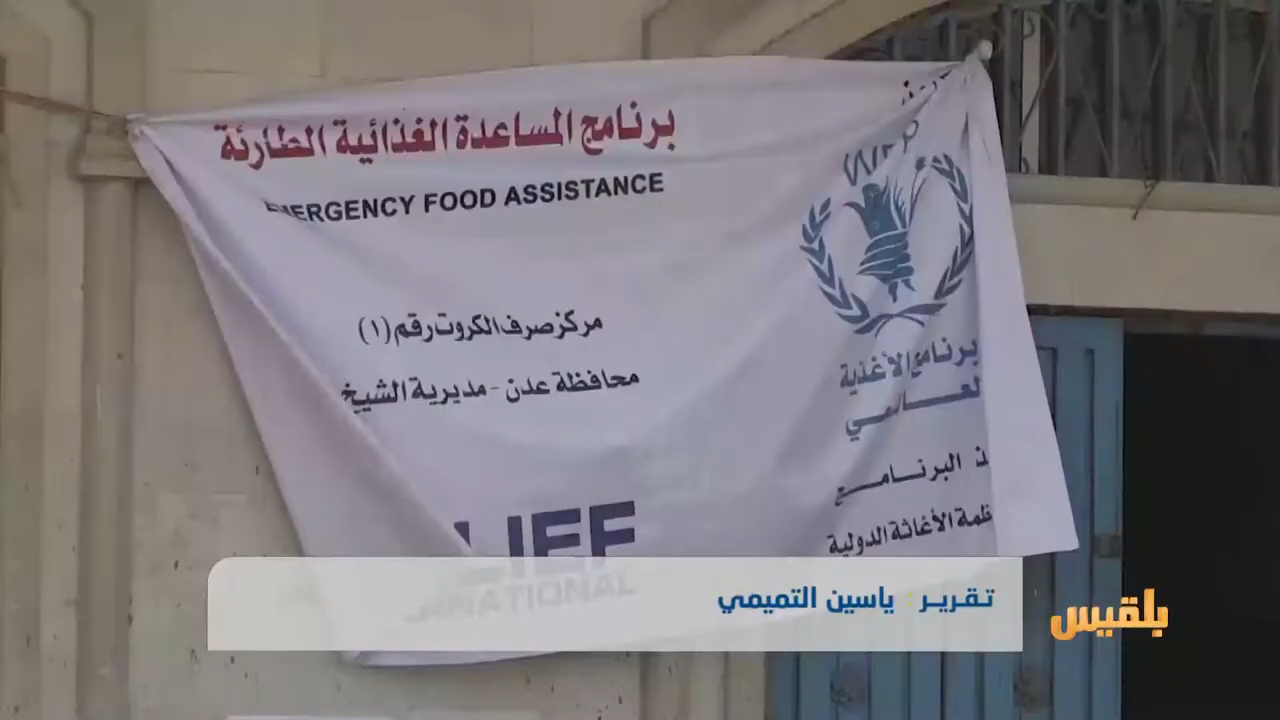 برنامج المساعدة الغذائية الطارئة
EMERGENCY FOOD ASSISTANCE
مركز صرف الكروت رقم (١)
محافظة عدن - مديرية الشيخ
WFP
برنامج الأغذية
العالمي
البرنامج
الأغاثة الدولية
تقرير : ياسين التميمي
بلقيس